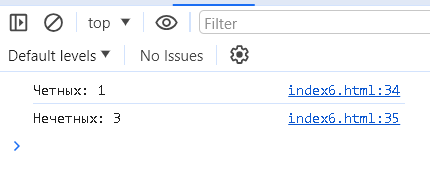 top
Filter
Default levels No Issues
Четных: 1 index6.html:34
Нечетных: 3 index6.html:35